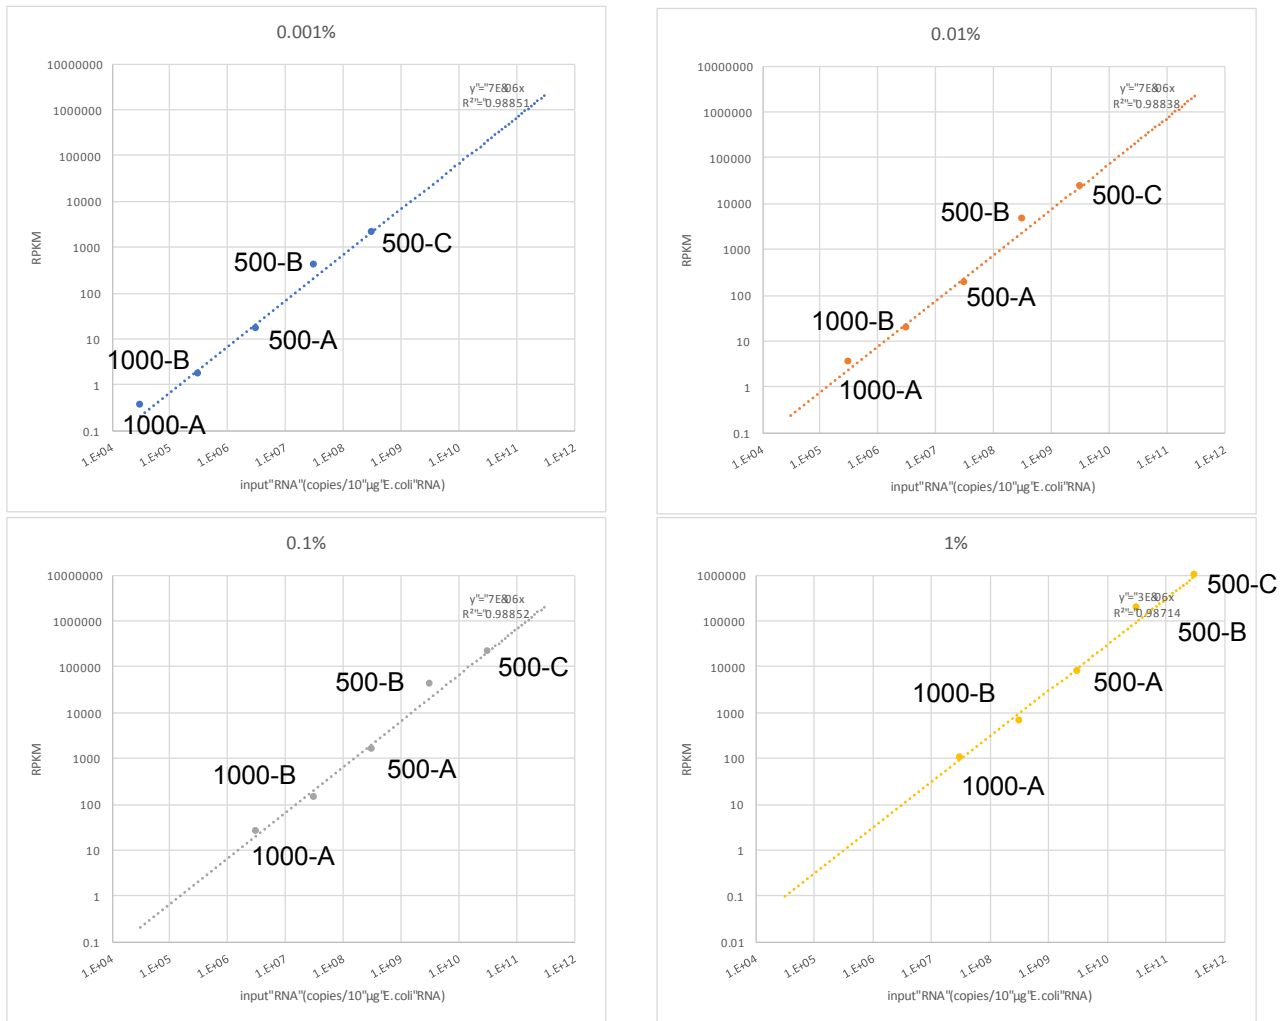 0.001%
10000000
1000000
100000
10000
1000
100
10
1
0.1
RPKM
R²"="0.98851
500-B
500-C
500-A
1000-B
1000-A
1.E+04
1.E+05
1.E+06
1.E+07
1.E+08
1.E+09
1.E+10
1.E+11
1.E+12
input"RNA"(copies/10"µg"E.coli"RNA)
0.01%
10000000
1000000
100000
10000
1000
100
10
1
0.1
RPKM
R²"="0.98838
500-B
500-C
500-A
1000-B
1000-A
1.E+04
1.E+05
1.E+06
1.E+07
1.E+08
1.E+09
1.E+10
1.E+11
1.E+12
input"RNA"(copies/10"µg"E.coli"RNA)
0.1%
10000000
1000000
100000
10000
1000
100
10
1
0.1
RPKM
R²"="0.98852
500-B
500-C
500-A
1000-B
1000-A
1.E+04
1.E+05
1.E+06
1.E+07
1.E+08
1.E+09
1.E+10
1.E+11
1.E+12
input"RNA"(copies/10"µg"E.coli"RNA)
1%
1000000
100000
10000
1000
100
10
1
0.1
0.01
RPKM
R²"="0.98714
500-C
500-B
500-A
1000-B
1000-A
1.E+04
1.E+05
1.E+06
1.E+07
1.E+08
1.E+09
1.E+10
1.E+11
1.E+12
input"RNA"(copies/10"µg"E.coli"RNA)